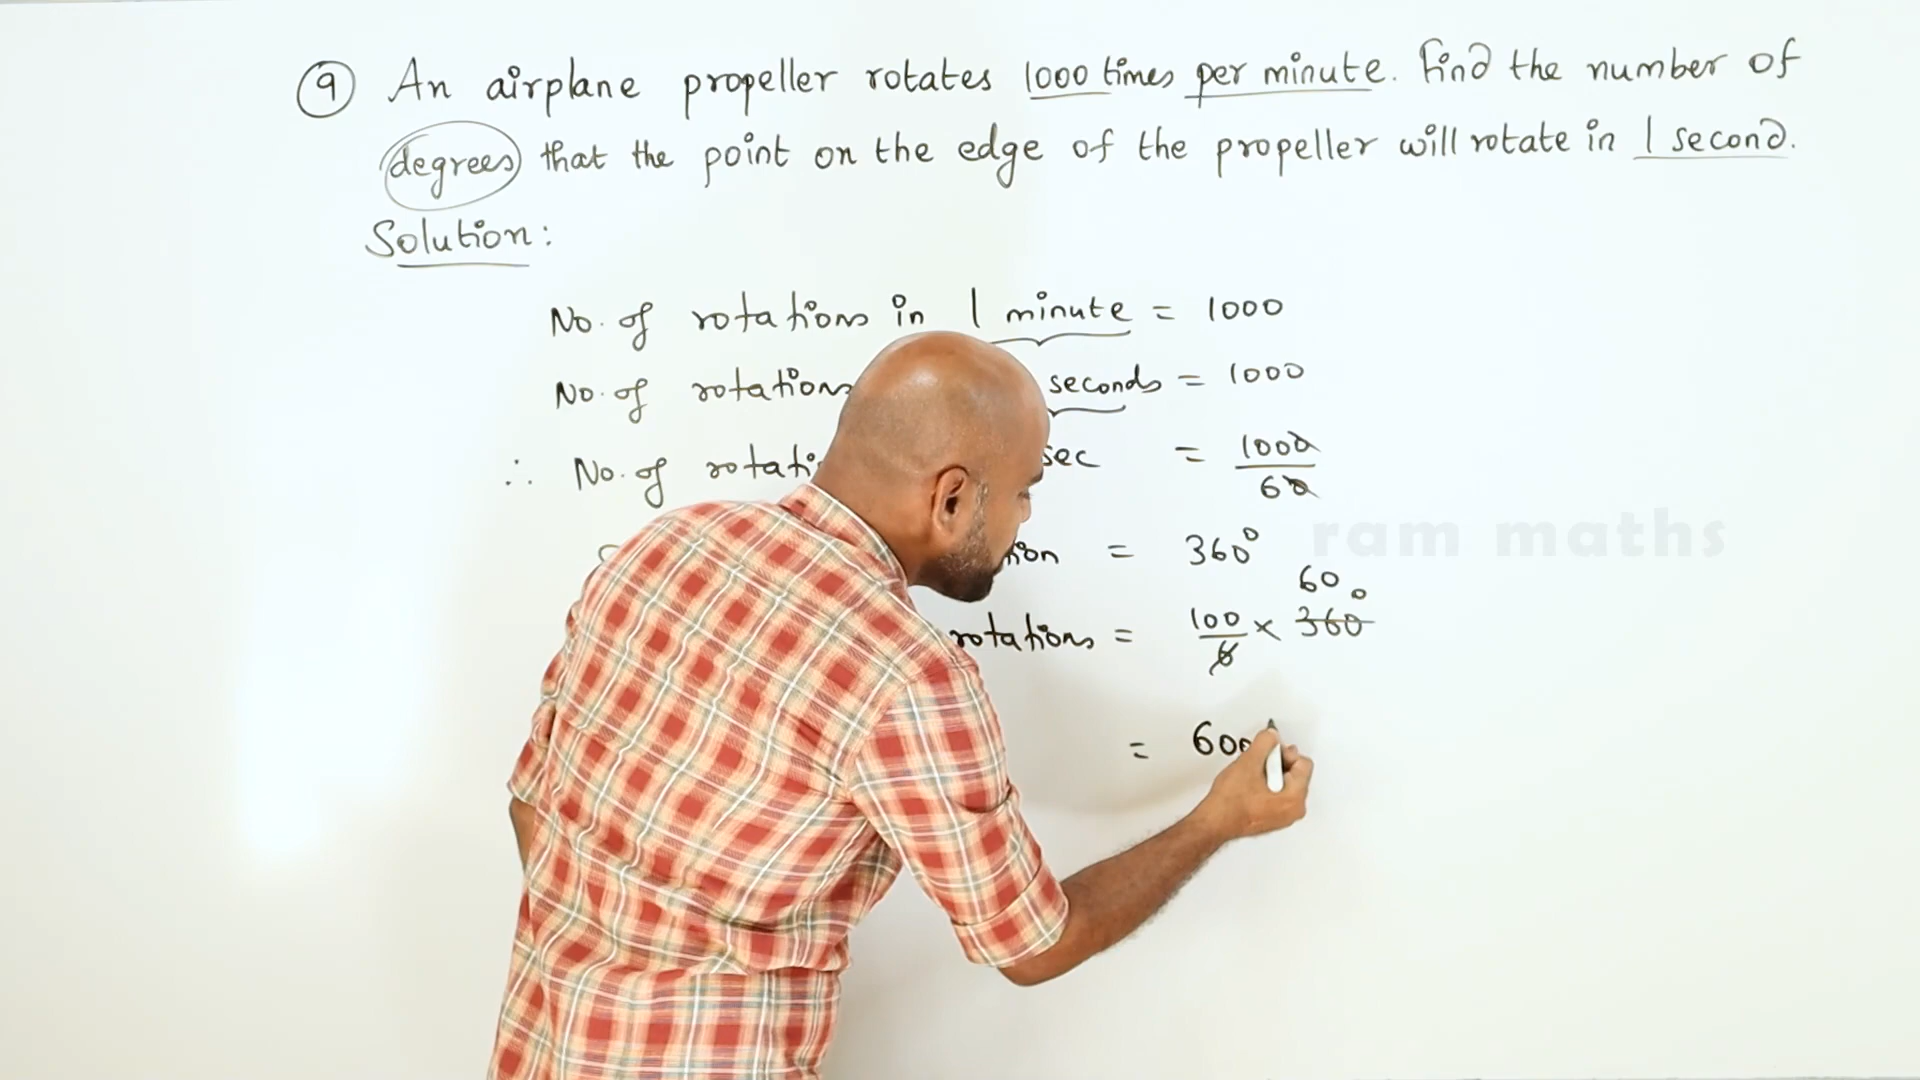 9 An airplane propeller rotates 1000 times per minute. Find the number of
degrees that the point on the edge of the propeller will rotate in 1 second.
Solution:
No. of rotations in 1 minute = 1000
No. of rotations seconds = 1000
∴ No. of sec = 1000/60
= 360°
60
rotations = 100/6 × 360°
= 600
ram maths